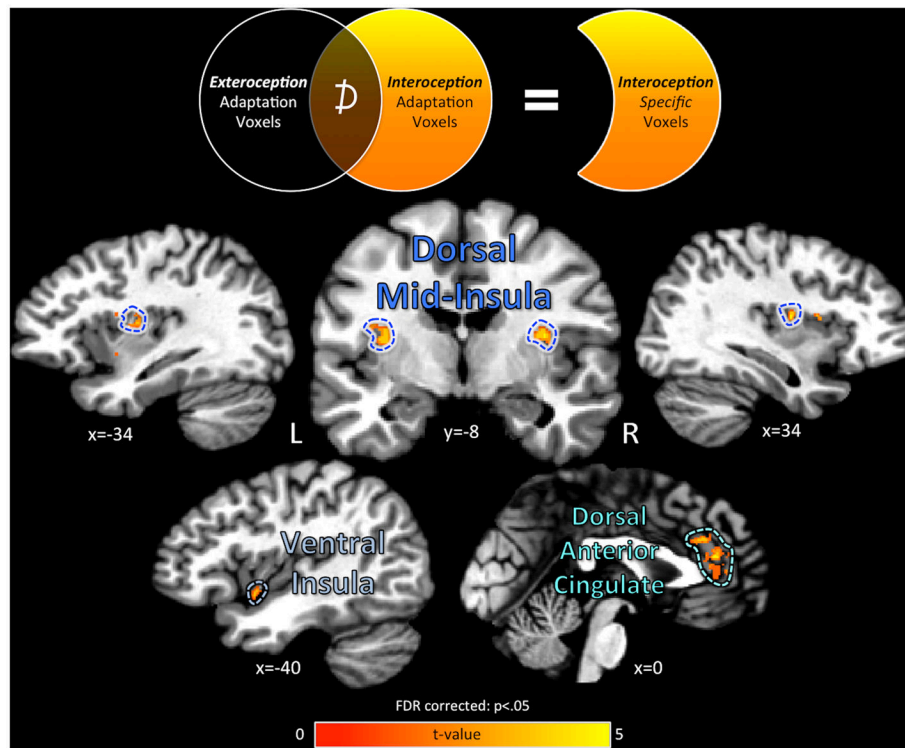 Exteroception
Adaptation
Voxels
Interoception
Adaptation
Voxels
=
Interoception
Specific
Voxels
Dorsal
Mid-Insula
x=-34
L
y=-8
R
x=34
Ventral
Insula
Dorsal
Anterior
Cingulate
x=-40
x=0
FDR corrected: p<.05
0
t-value
5